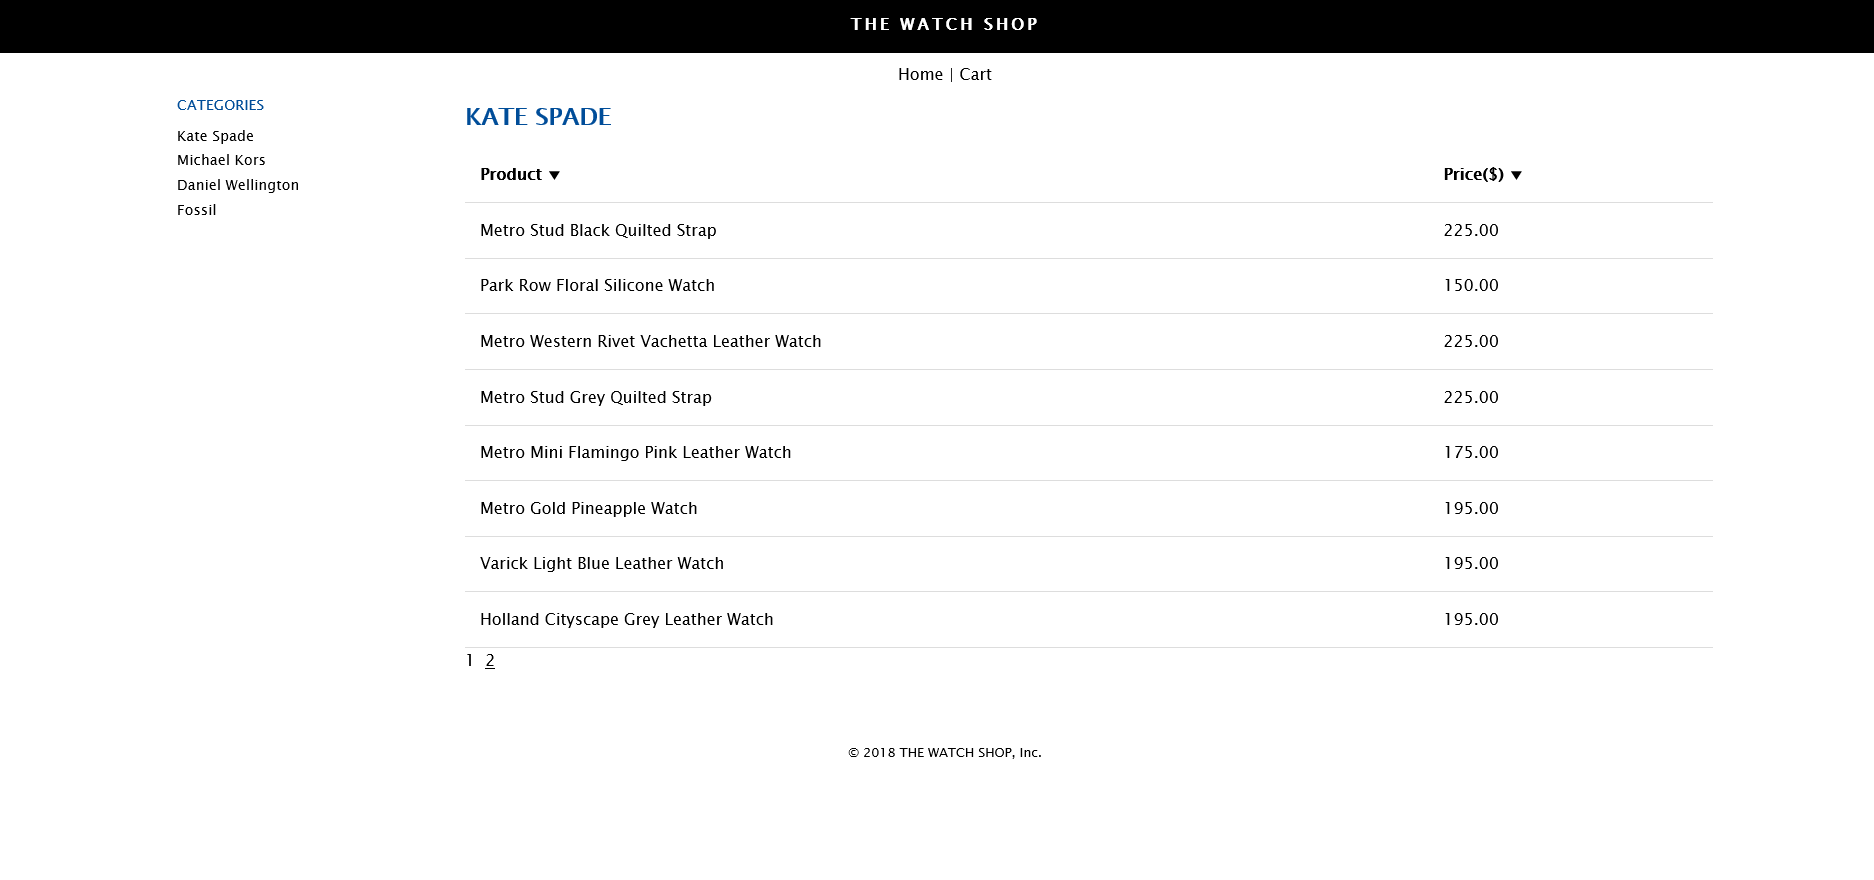 THE WATCH SHOP
Home | Cart
CATEGORIES
Kate Spade
Michael Kors
Daniel Wellington
Fossil
KATE SPADE
Product ▼ Price($) ▼
Metro Stud Black Quilted Strap 225.00
Park Row Floral Silicone Watch 150.00
Metro Western Rivet Vachetta Leather Watch 225.00
Metro Stud Grey Quilted Strap 225.00
Metro Mini Flamingo Pink Leather Watch 175.00
Metro Gold Pineapple Watch 195.00
Varick Light Blue Leather Watch 195.00
Holland Cityscape Grey Leather Watch 195.00
1 2
© 2018 THE WATCH SHOP, Inc.